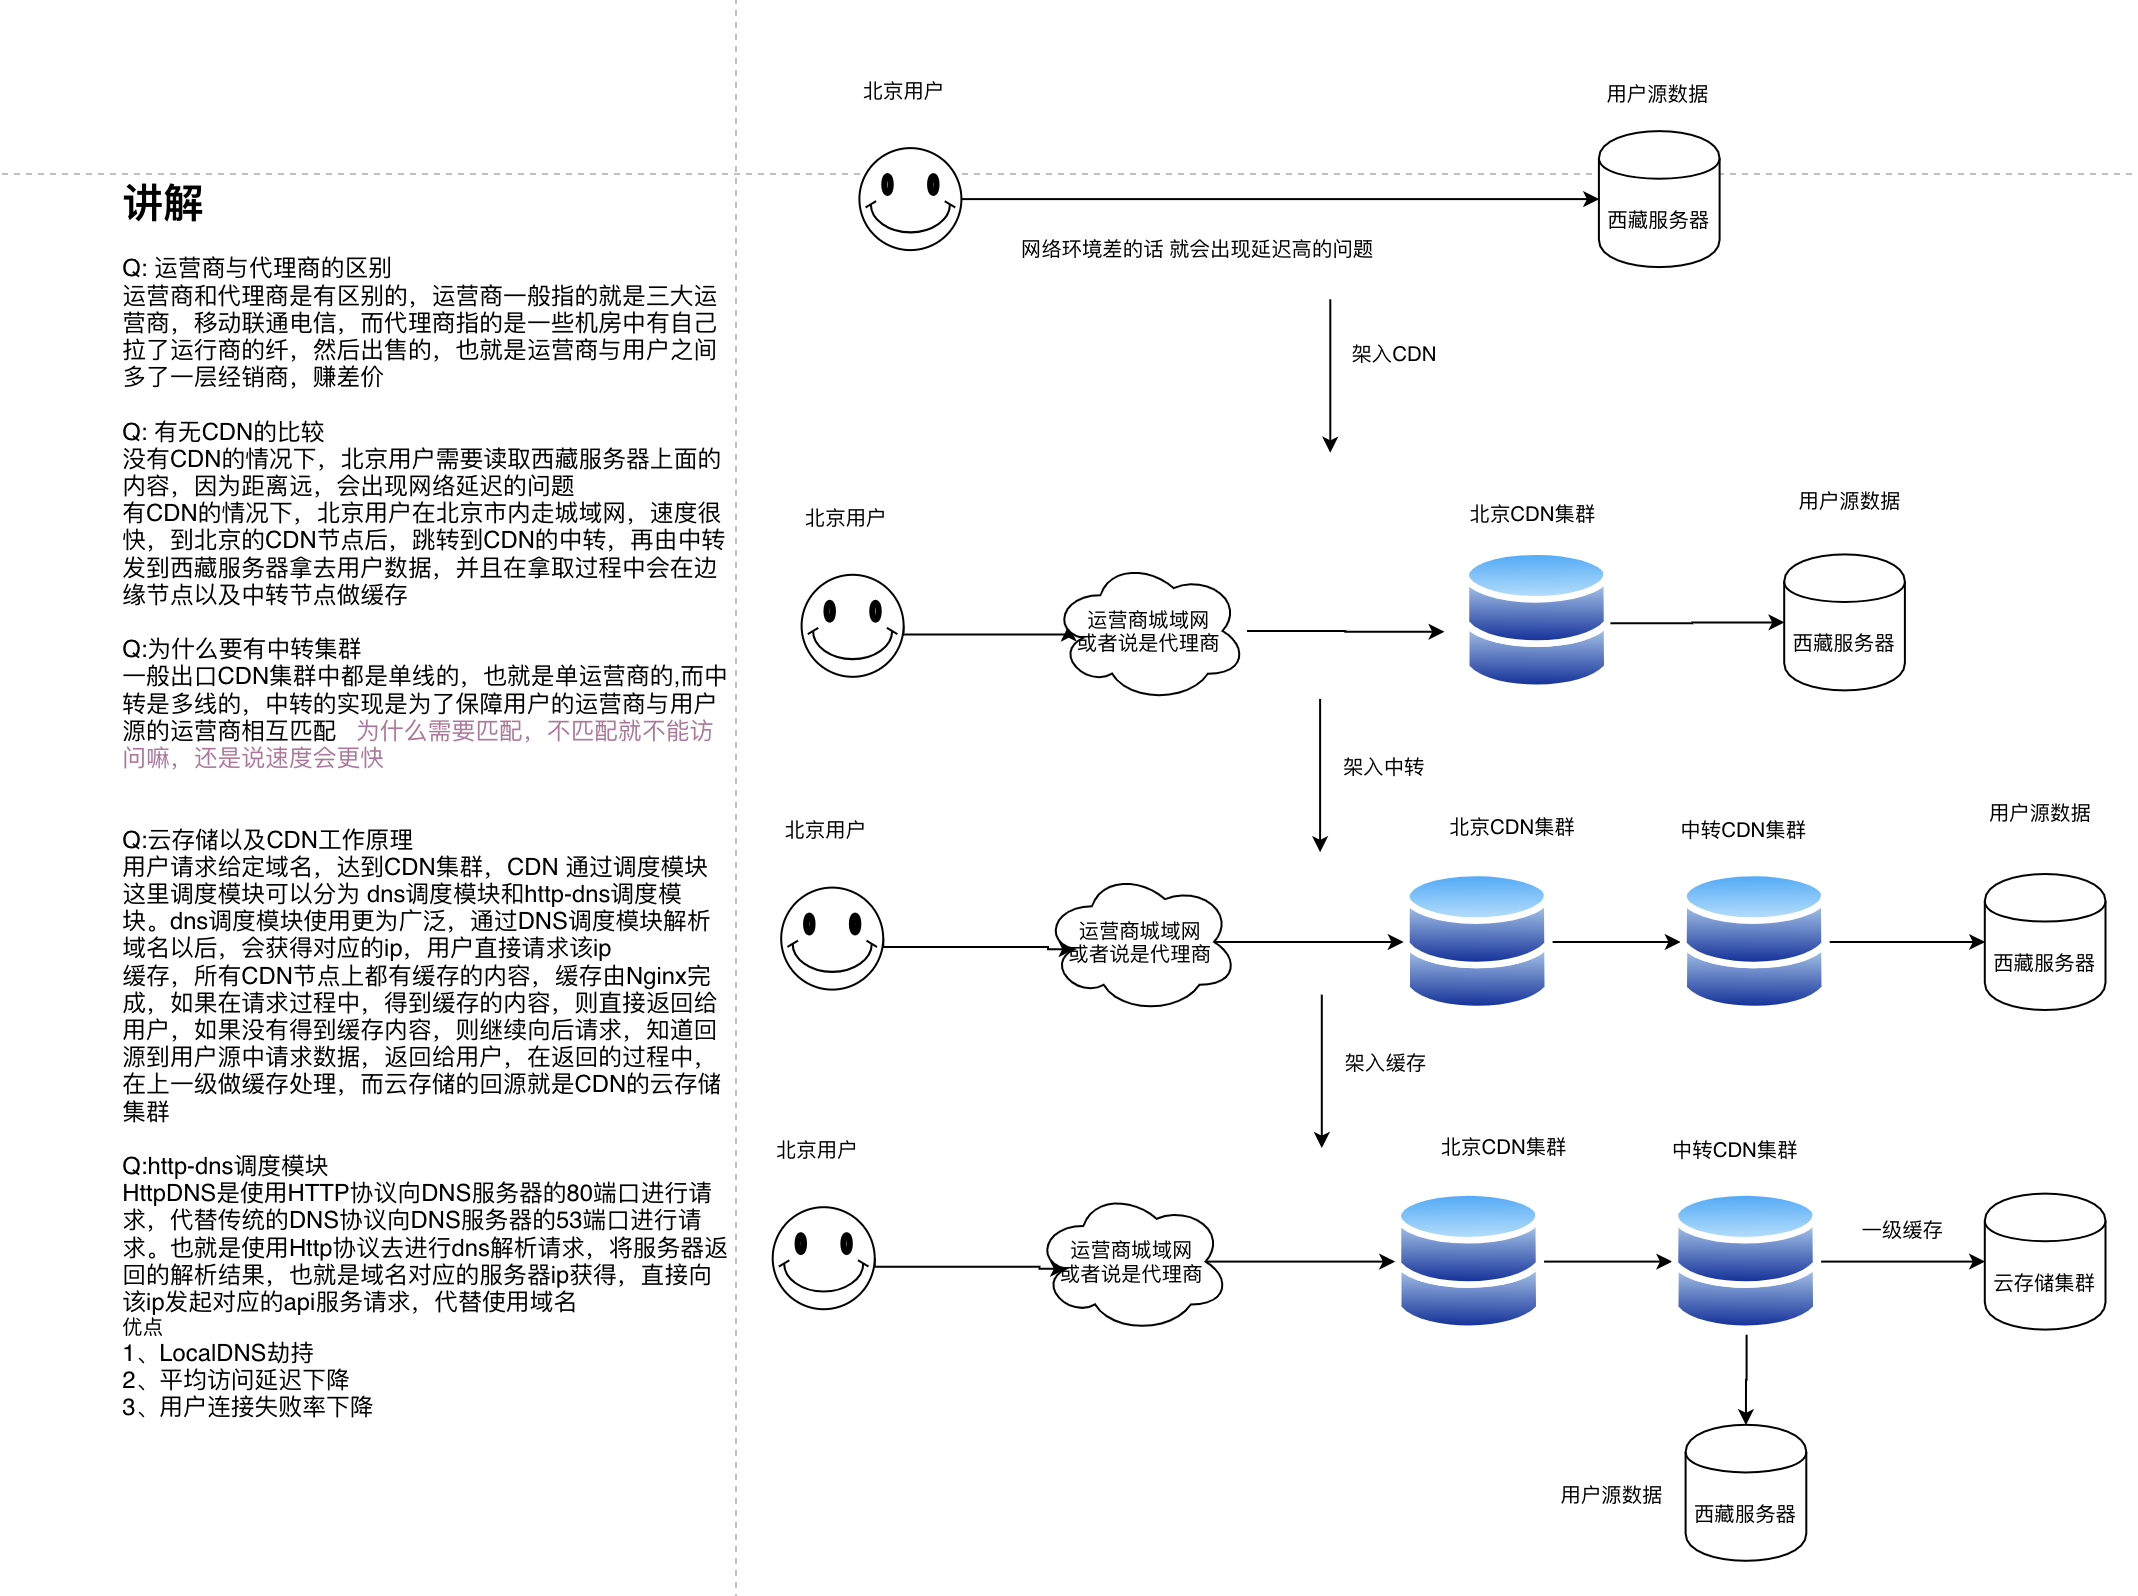 讲解
Q: 运营商与代理商的区别
运营商和代理商是有区别的，运营商一般指的就是三大运
营商，移动联通电信，而代理商指的是一些机房中有自己
拉了运行商的纤，然后出售的，也就是运营商与用户之间
多了一层经销商，赚差价
Q: 有无CDN的比较
没有CDN的情况下，北京用户需要读取西藏服务器上面的
内容，因为距离远，会出现网络延迟的问题
有CDN的情况下，北京用户在北京市内走城域网，速度很
快，到北京的CDN节点后，跳转到CDN的中转，再由中转
发到西藏服务器拿去用户数据，并且在拿取过程中会在边
缘节点以及中转节点做缓存
Q:为什么要有中转集群
一般出口CDN集群中都是单线的，也就是单运营商的,而中
转是多线的，中转的实现是为了保障用户的运营商与用户
源的运营商相互匹配   为什么需要匹配，不匹配就不能访
问嘛，还是说速度会更快
Q:云存储以及CDN工作原理
用户请求给定域名，达到CDN集群，CDN 通过调度模块
这里调度模块可以分为 dns调度模块和http-dns调度模
块。dns调度模块使用更为广泛，通过DNS调度模块解析
域名以后，会获得对应的ip，用户直接请求该ip
缓存，所有CDN节点上都有缓存的内容，缓存由Nginx完
成，如果在请求过程中，得到缓存的内容，则直接返回给
用户，如果没有得到缓存内容，则继续向后请求，知道回
源到用户源中请求数据，返回给用户，在返回的过程中，
在上一级做缓存处理，而云存储的回源就是CDN的云存储
集群
Q:http-dns调度模块
HttpDNS是使用HTTP协议向DNS服务器的80端口进行请
求，代替传统的DNS协议向DNS服务器的53端口进行请
求。也就是使用Http协议去进行dns解析请求，将服务器返
回的解析结果，也就是域名对应的服务器ip获得，直接向
该ip发起对应的api服务请求，代替使用域名
优点
1、LocalDNS劫持
2、平均访问延迟下降
3、用户连接失败率下降
北京用户
用户源数据
西藏服务器
网络环境差的话 就会出现延迟高的问题
架入CDN
北京用户
运营商城域网
或者说是代理商
北京CDN集群
用户源数据
西藏服务器
架入中转
北京用户
运营商城域网
或者说是代理商
北京CDN集群
中转CDN集群
用户源数据
西藏服务器
架入缓存
北京用户
运营商城域网
或者说是代理商
北京CDN集群
中转CDN集群
一级缓存
云存储集群
用户源数据
西藏服务器